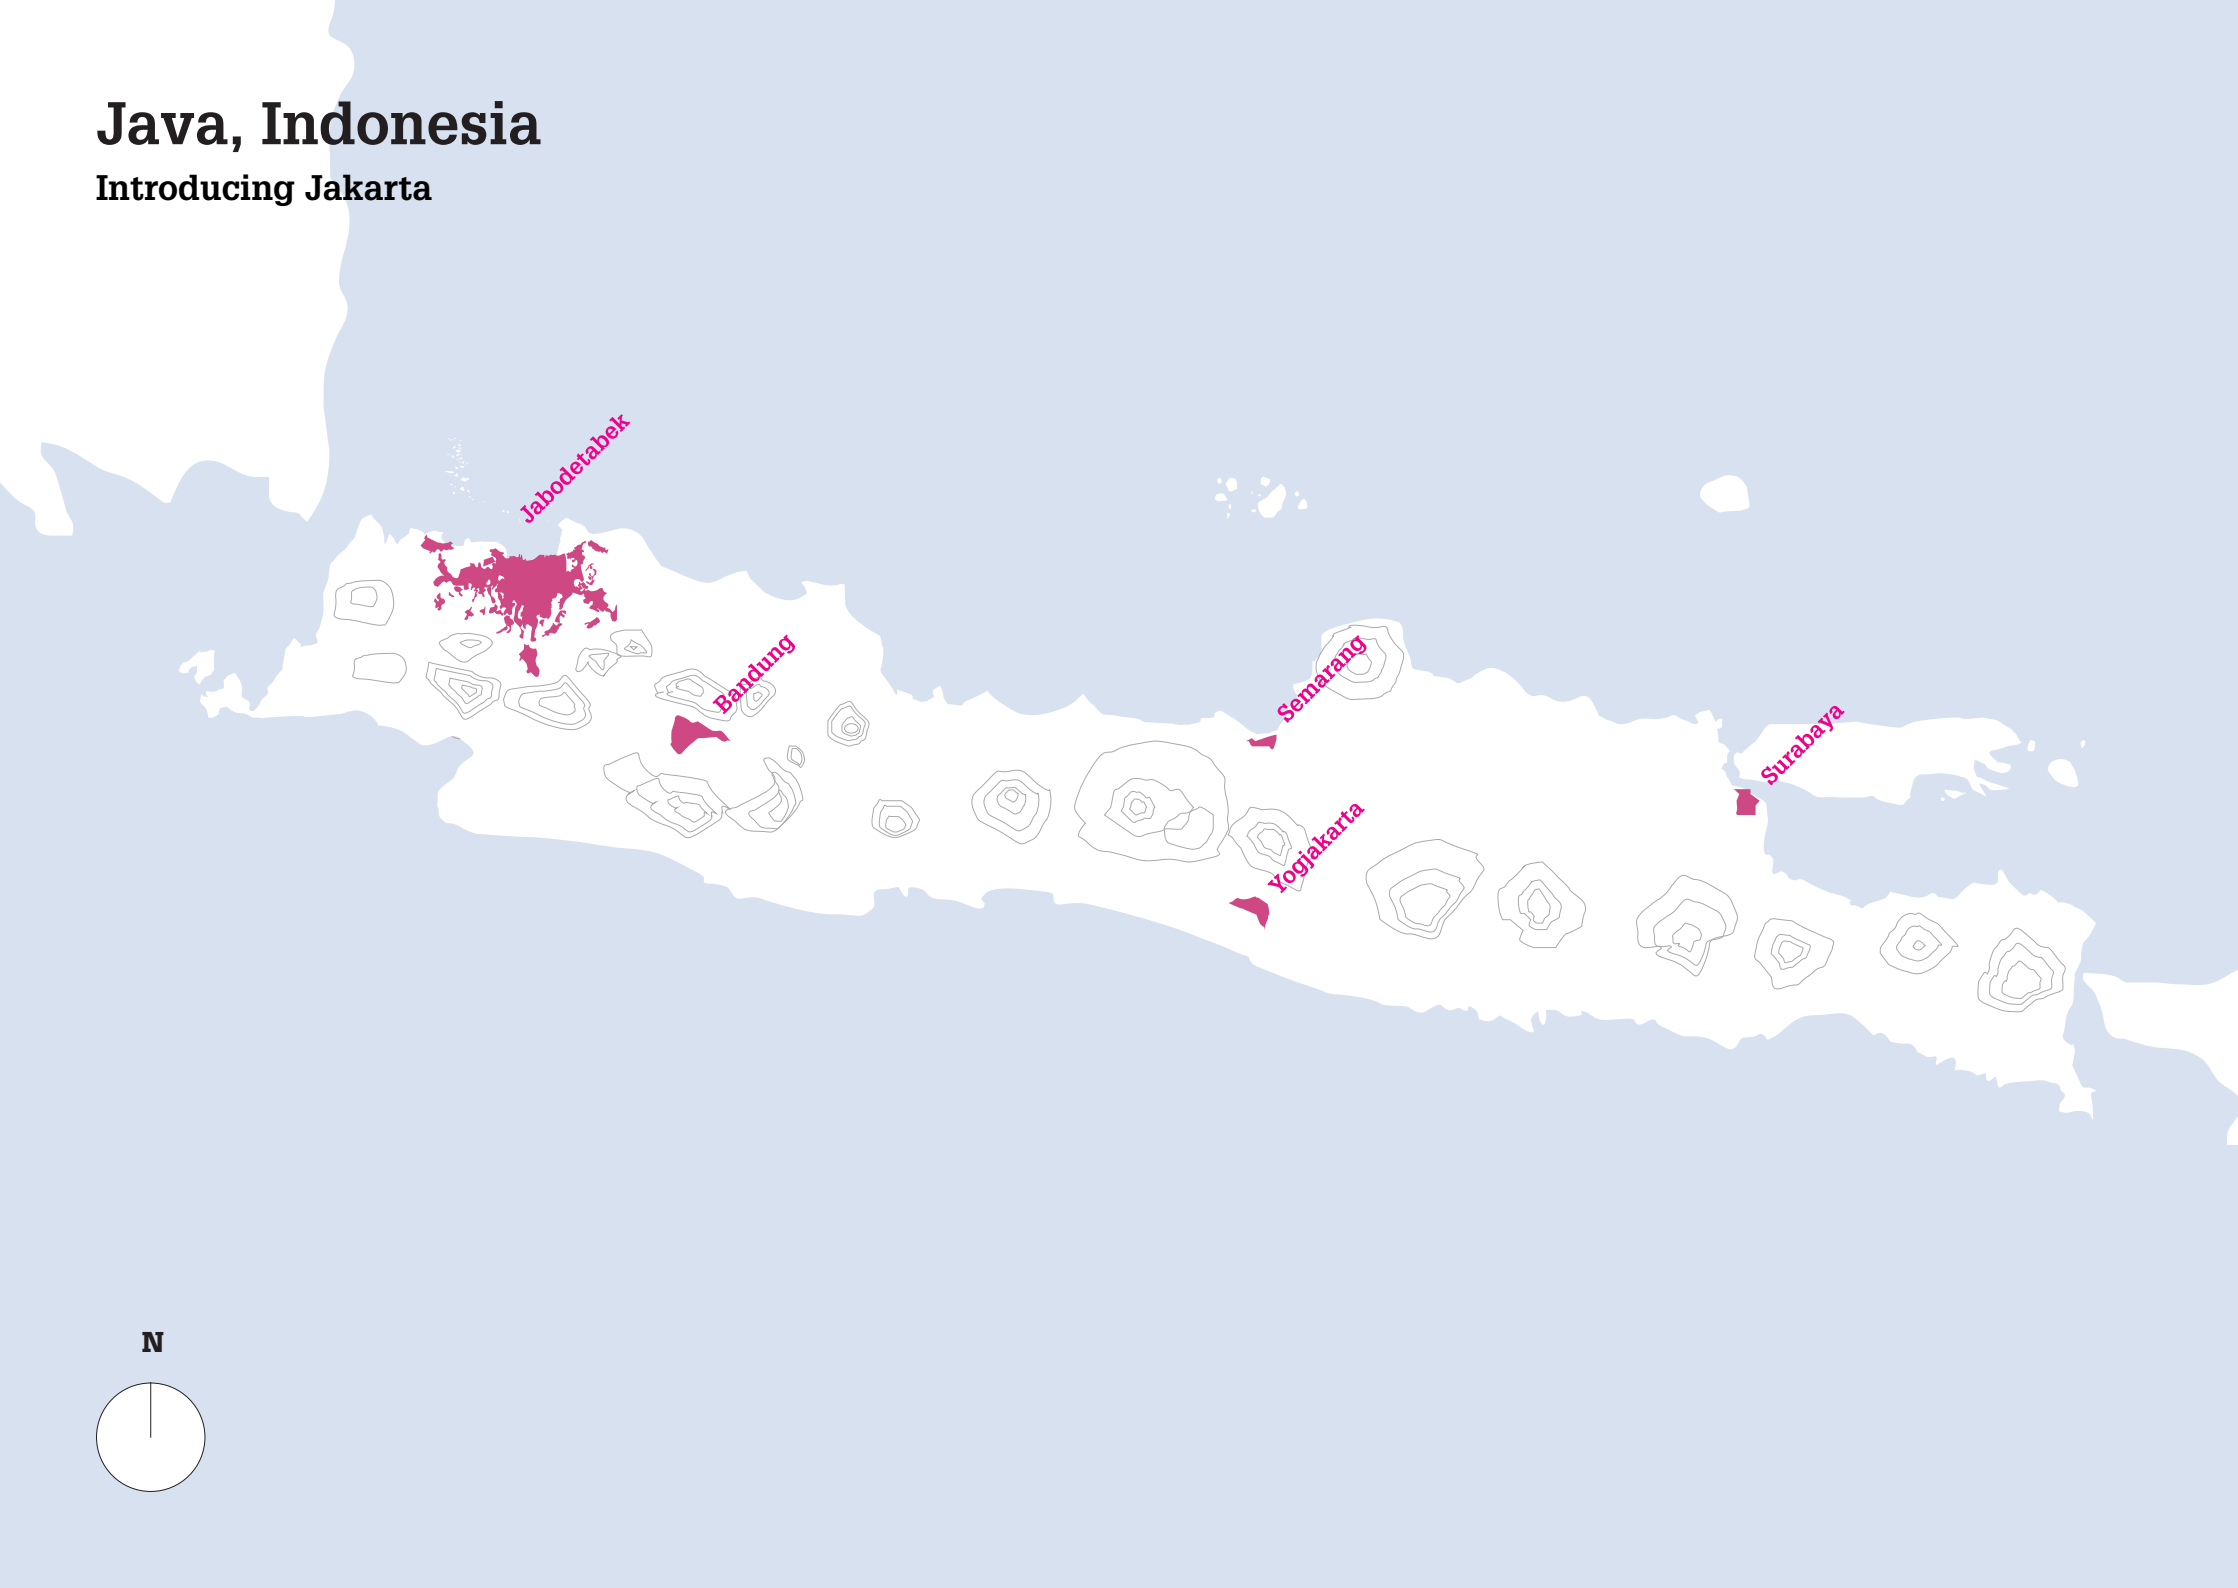 Java, Indonesia
Introducing Jakarta
Jabodetabek
Bandung
Semarang
Surabaya
Yogjakarta
N